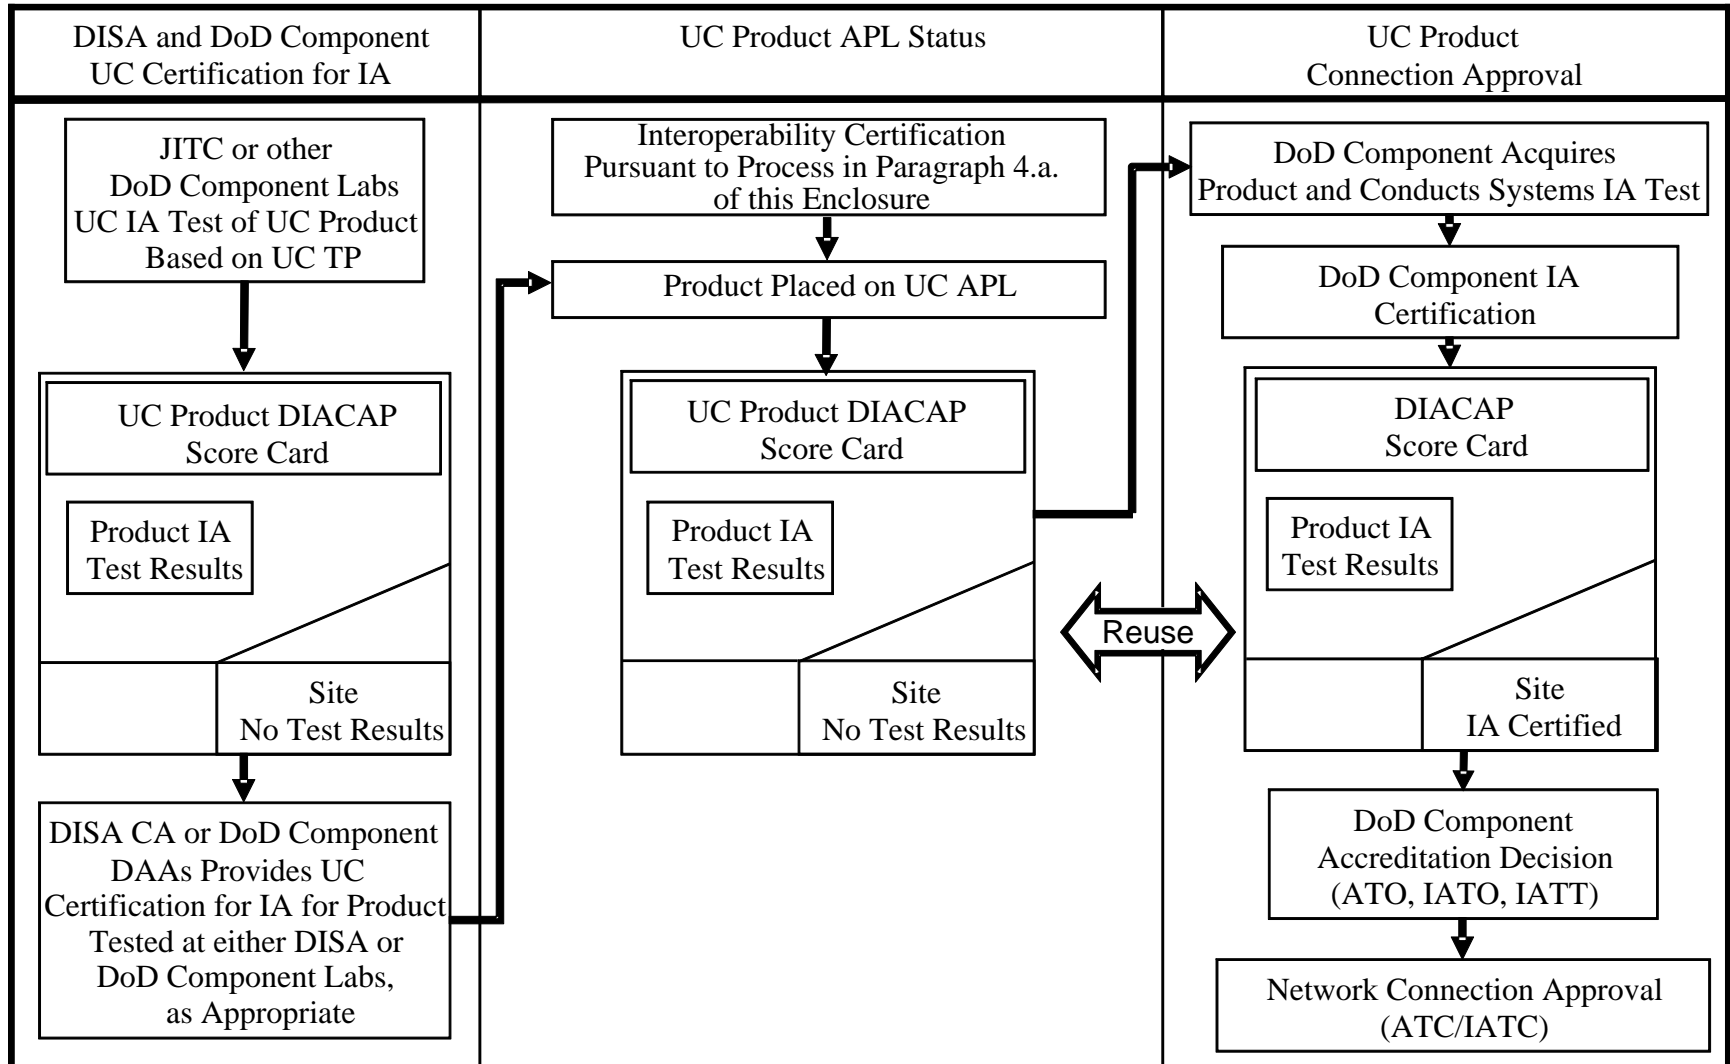 DISA and DoD Component
UC Certification for IA
UC Product APL Status
UC Product
Connection Approval
JITC or other
DoD Component Labs
UC IA Test of UC Product
Based on UC TP
UC Product DIACAP
Score Card
Product IA
Test Results
Site
No Test Results
DISA CA or DoD Component
DAAs Provides UC
Certification for IA for Product
Tested at either DISA or
DoD Component Labs,
as Appropriate
Interoperability Certification
Pursuant to Process in Paragraph 4.a.
of this Enclosure
Product Placed on UC APL
UC Product DIACAP
Score Card
Product IA
Test Results
Site
No Test Results
Reuse
DoD Component Acquires
Product and Conducts Systems IA Test
DoD Component IA
Certification
DIACAP
Score Card
Product IA
Test Results
Site
IA Certified
DoD Component
Accreditation Decision
(ATO, IATO, IATT)
Network Connection Approval
(ATC/IATC)